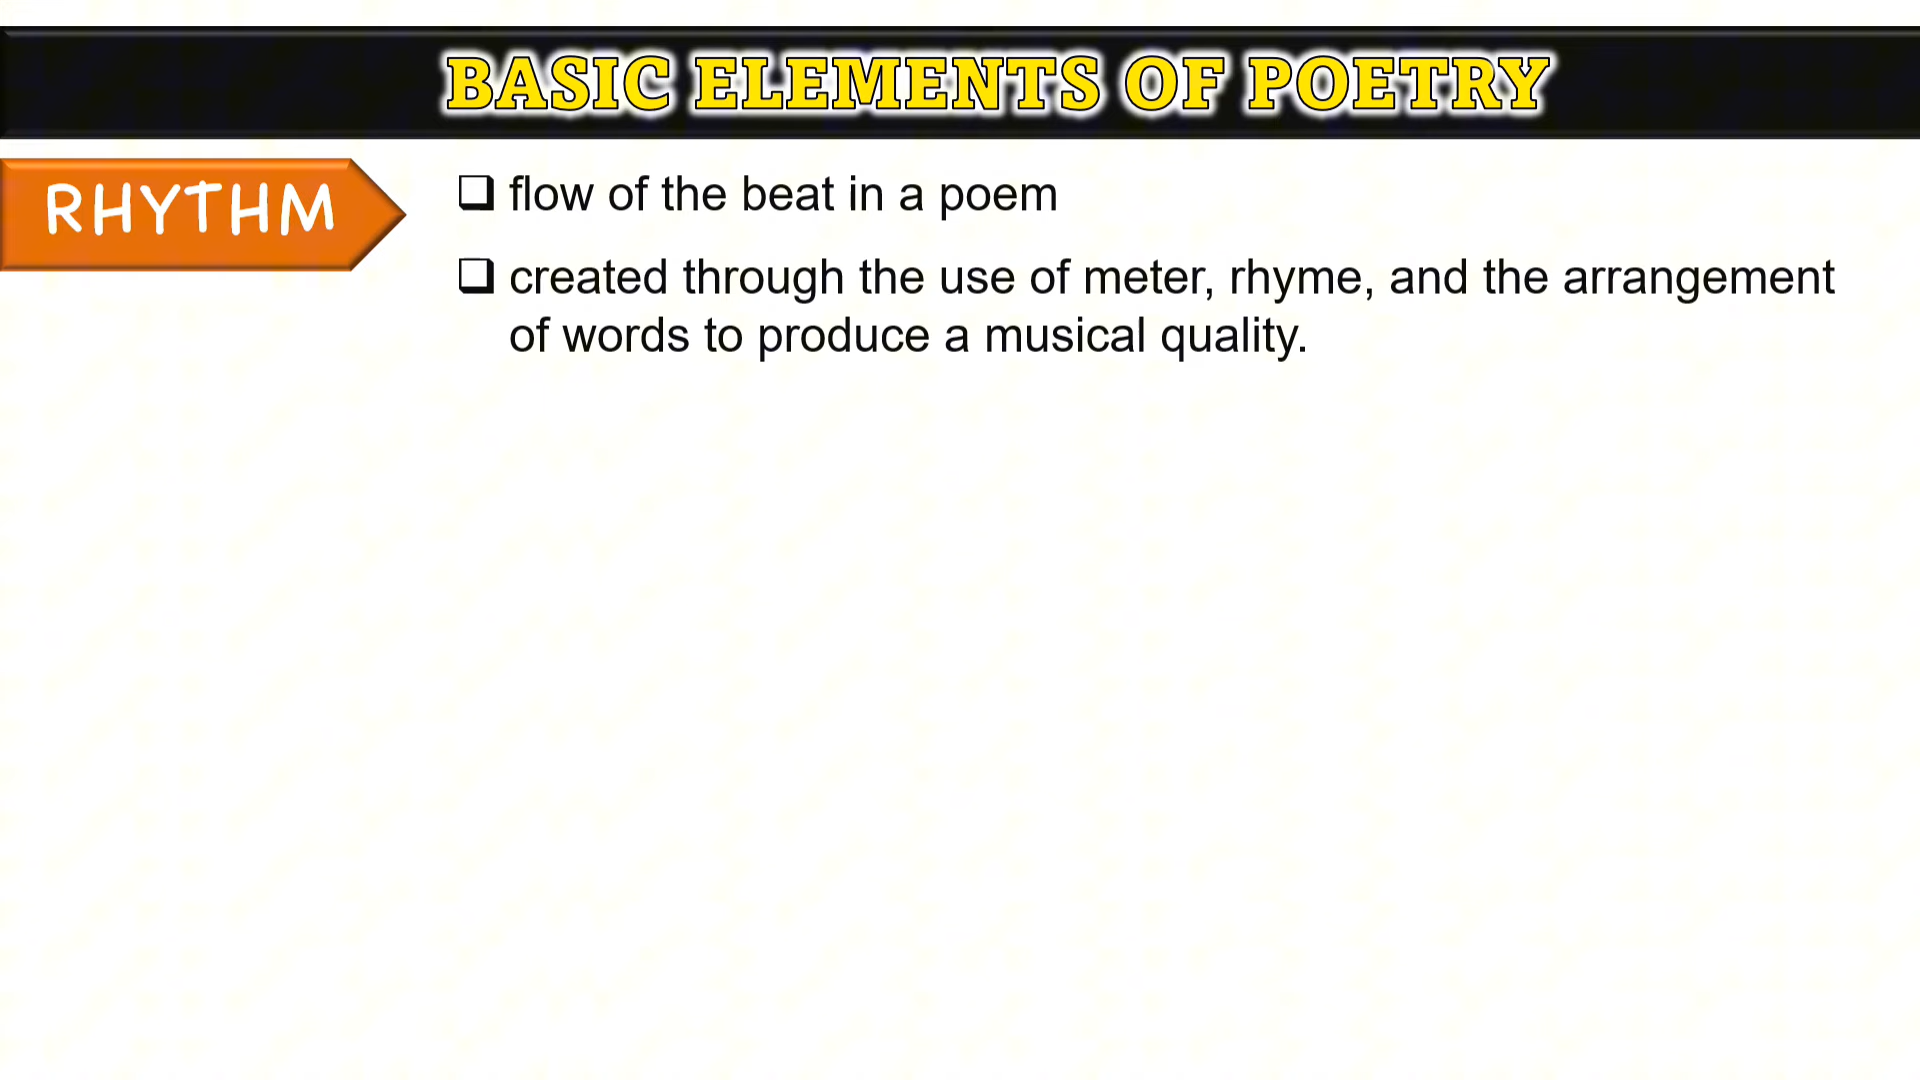 BASIC ELEMENTS OF POETRY
RHYTHM
❑ flow of the beat in a poem
❑ created through the use of meter, rhyme, and the arrangement
of words to produce a musical quality.